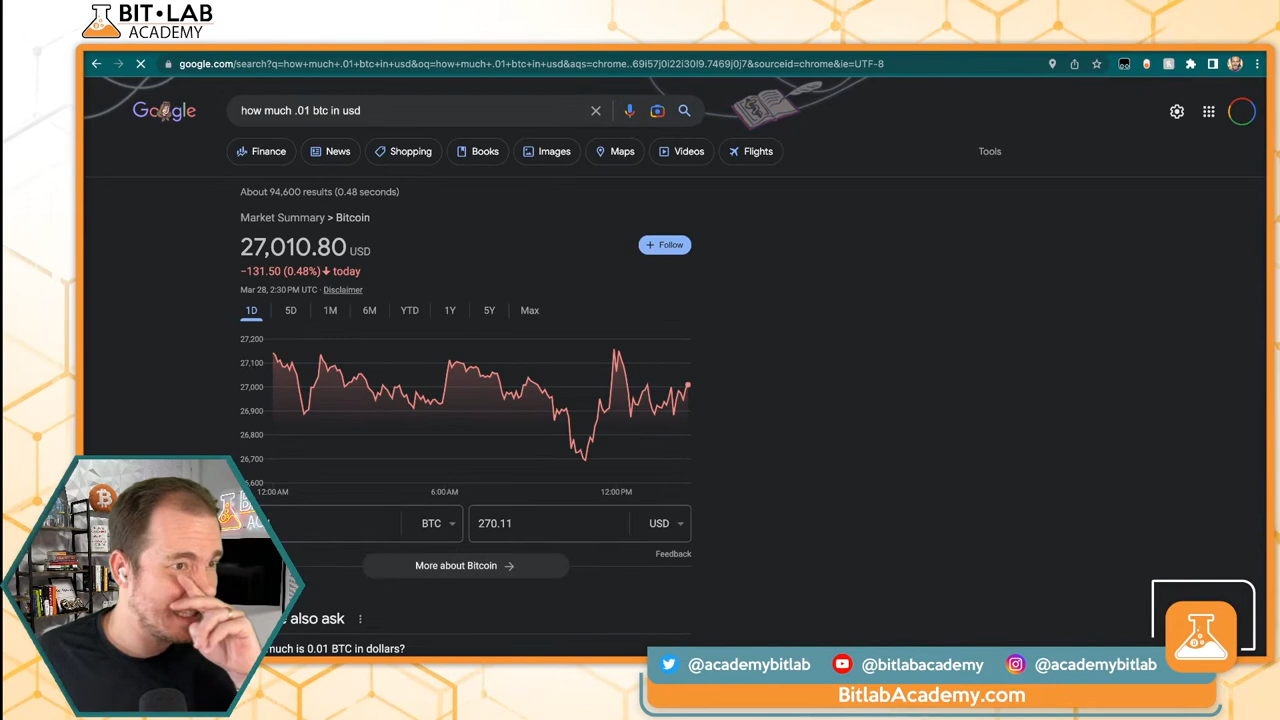 BIT•LAB
ACADEMY
google.com/search?q=how+much+.01+btc+in+usd&oq=how+much+.01+btc+in+usd&aqs=chrome..69i57j0i22i30l9.7469j0j7&sourceid=chrome&ie=UTF-8
Google
how much .01 btc in usd
Finance
News
Shopping
Books
Images
Maps
Videos
Flights
Tools
About 94,600 results (0.48 seconds)
Market Summary > Bitcoin
27,010.80 USD
+ Follow
−131.50 (0.48%) today
Mar 28, 2:30 PM UTC · Disclaimer
1D 5D 1M 6M YTD 1Y 5Y Max
27,200
27,100
27,000
26,900
26,800
26,700
,600
12:00 AM 6:00 AM 12:00 PM
BTC 270.11 USD
Feedback
More about Bitcoin
also ask
much is 0.01 BTC in dollars?
@academybitlab @bitlabacademy @academybitlab
BitlabAcademy.com